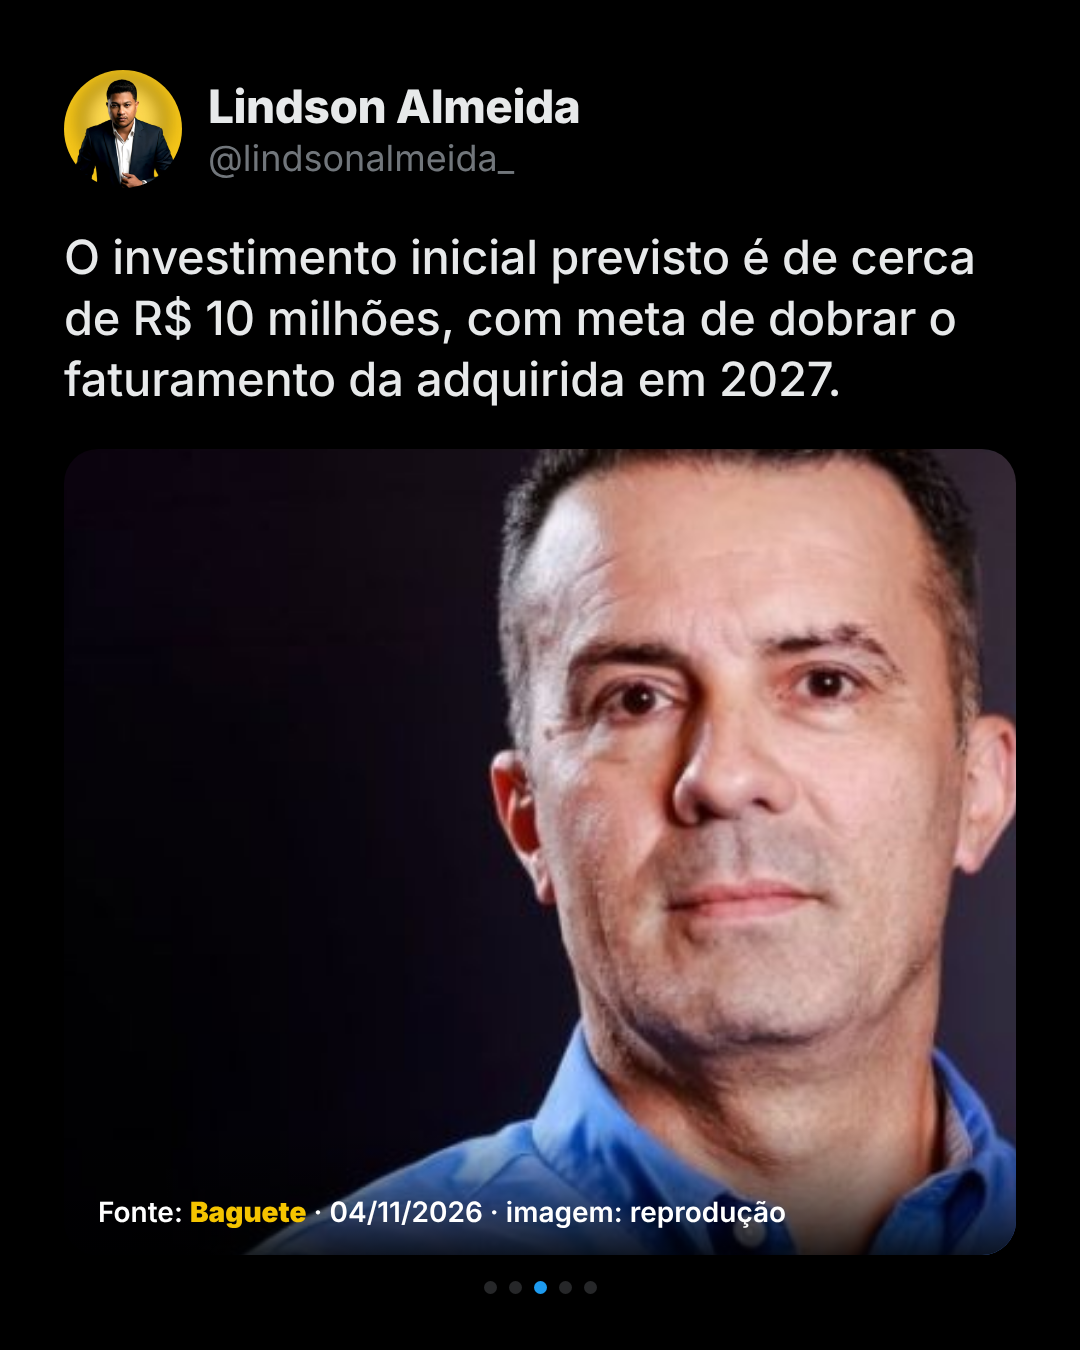 Lindson Almeida
@lindsonalmeida_
O investimento inicial previsto é de cerca
de R$ 10 milhões, com meta de dobrar o
faturamento da adquirida em 2027.
Fonte: Baguete · 04/11/2026 · imagem: reprodução